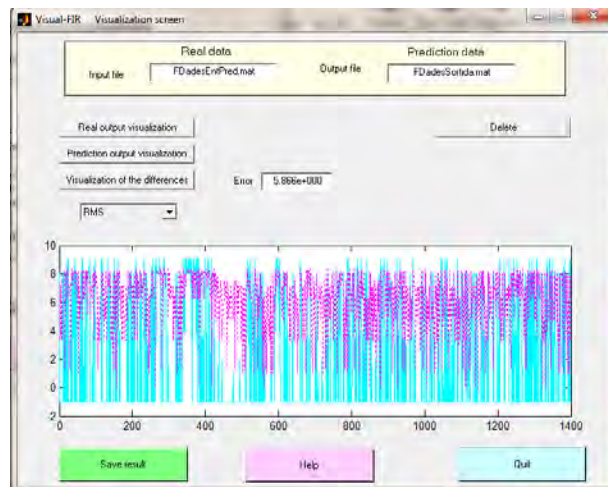 Visual-FIR Visualization screen
Real data
Prediction data
Input file
FDadesEntPred.mat
Output file
FDadesSortida.mat
Real output visualization
Delete
Prediction output visualization
Visualization of the differences
Error
5.866e+000
RMS
10
8
6
4
2
0
-2
0 200 400 600 800 1000 1200 1400
Save result
Help
Quit